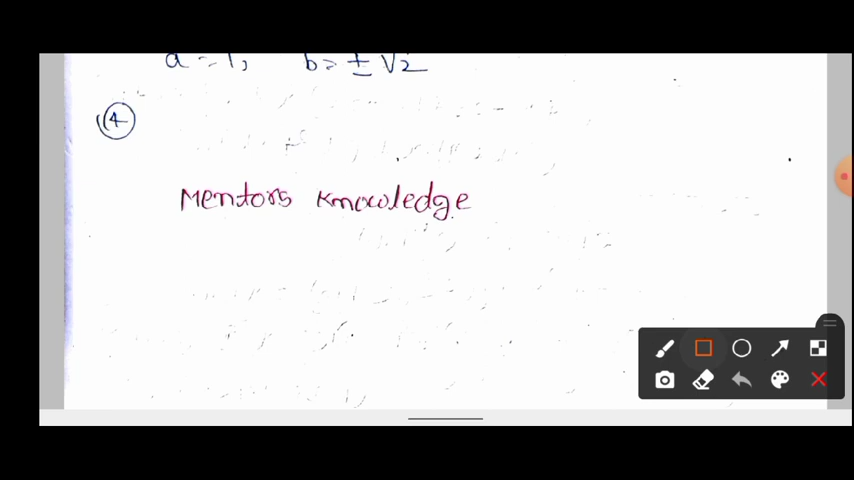 a = 1, b = ± √2
4
Mentors Knowledge